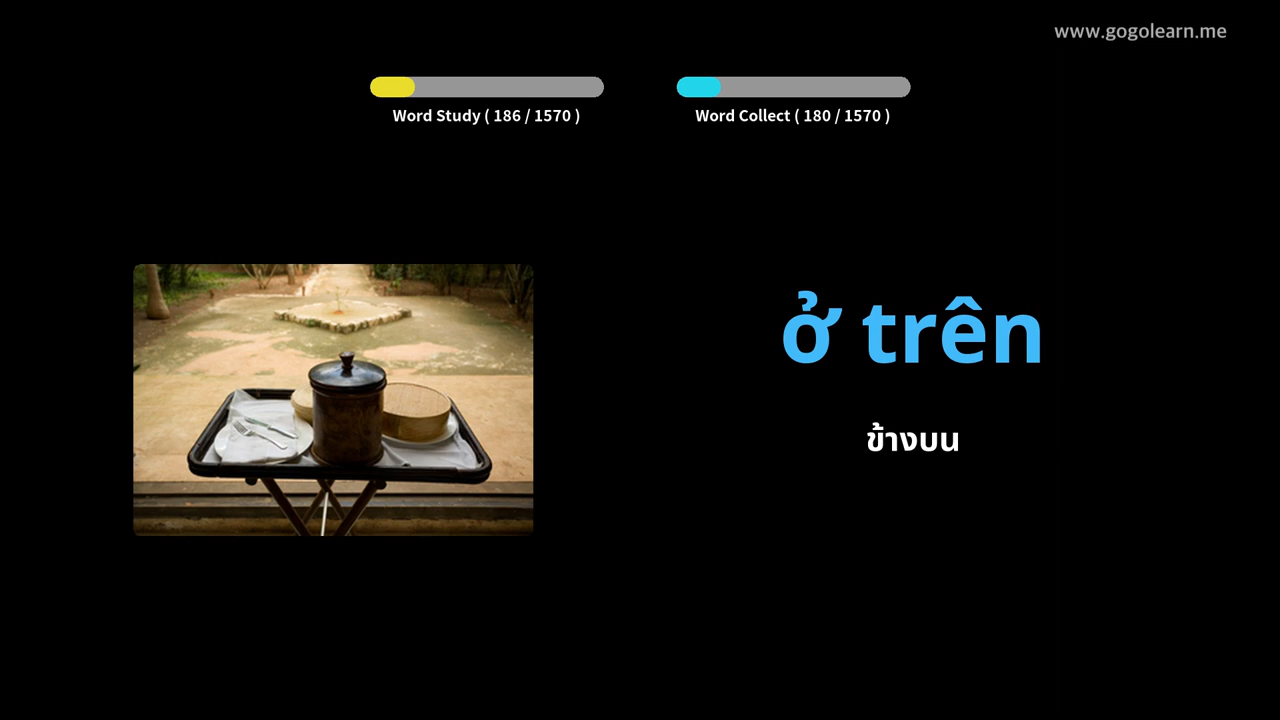 www.gogolearn.me
Word Study ( 186 / 1570 )
Word Collect ( 180 / 1570 )
ở trên
ข้างบน